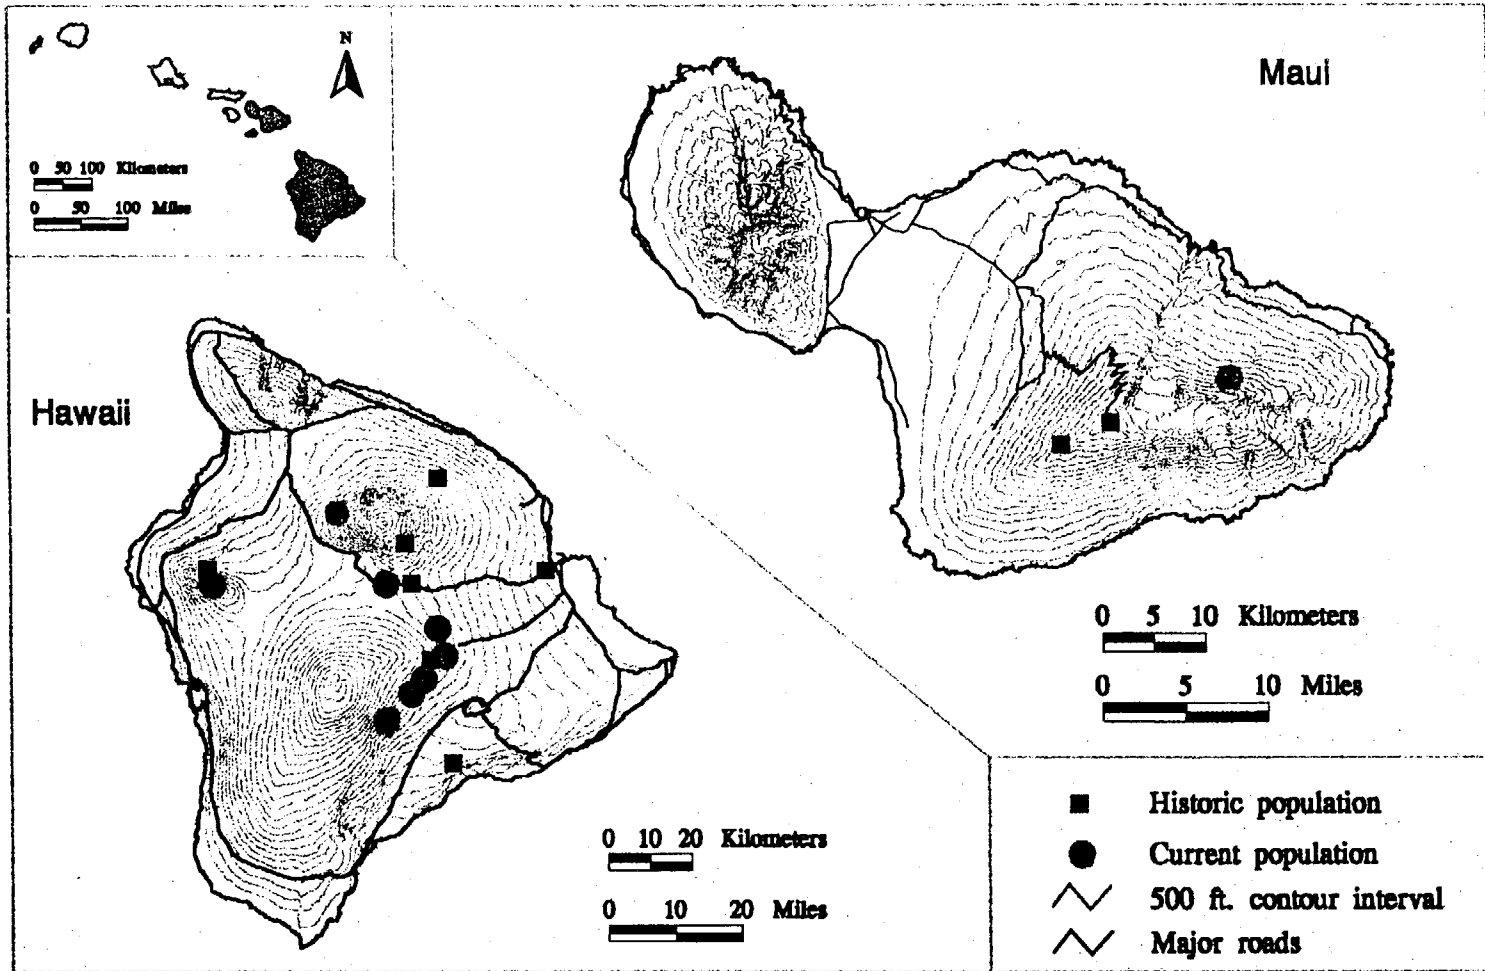 N
0 50 100 Kilometers
0 50 100 Miles
Maui
Hawaii
0 5 10 Kilometers
0 5 10 Miles
0 10 20 Kilometers
0 10 20 Miles
Historic population
Current population
500 ft. contour interval
Major roads